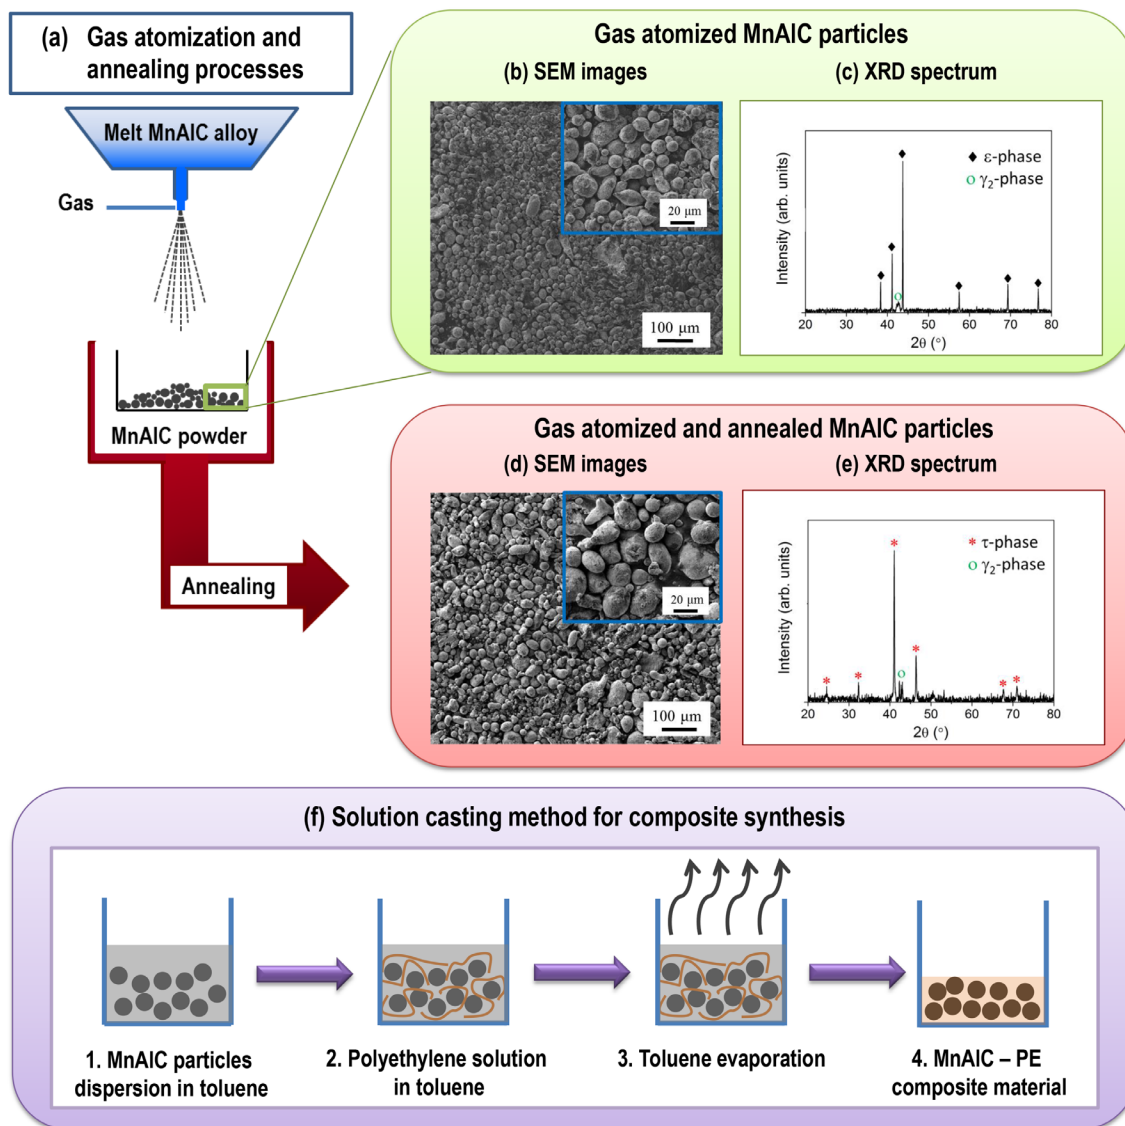 (a) Gas atomization and
annealing processes
Melt MnAlC alloy
Gas
MnAlC powder
Annealing
Gas atomized MnAlC particles
(b) SEM images
(c) XRD spectrum
20 µm
100 µm
Intensity (arb. units)
ε-phase
γ₂-phase
20 30 40 50 60 70 80
2θ (°)
Gas atomized and annealed MnAlC particles
(d) SEM images
(e) XRD spectrum
20 µm
100 µm
Intensity (arb. units)
* τ-phase
γ₂-phase
20 30 40 50 60 70 80
2θ (°)
(f) Solution casting method for composite synthesis
1. MnAlC particles
dispersion in toluene
2. Polyethylene solution
in toluene
3. Toluene evaporation
4. MnAlC – PE
composite material